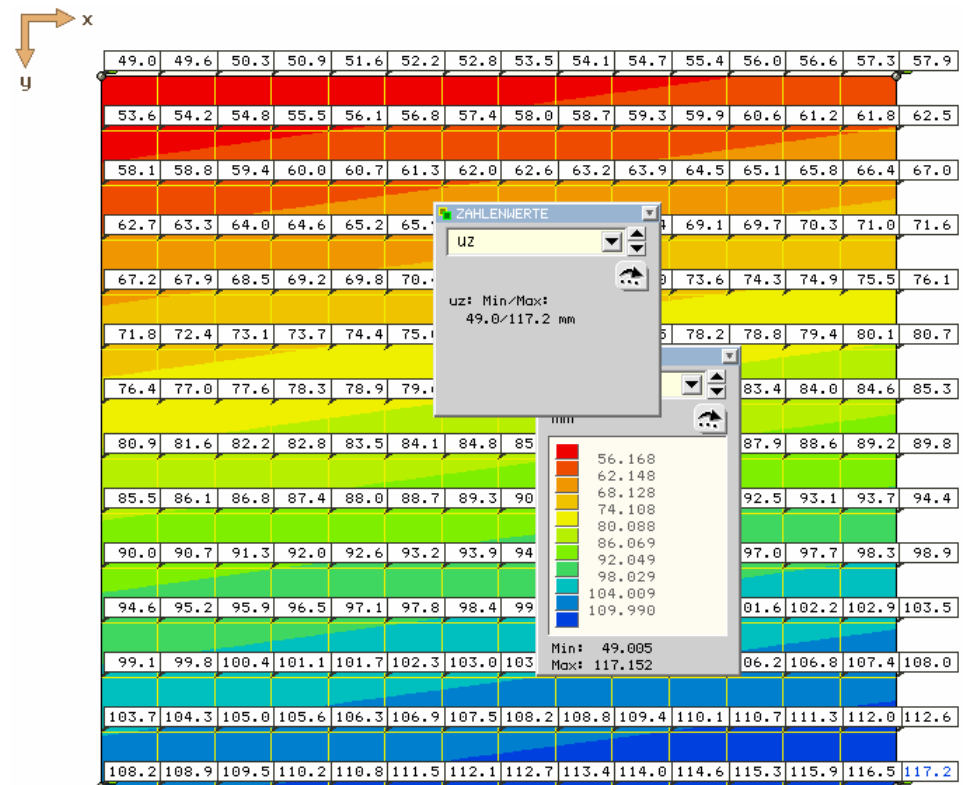 x
y
49.0 49.6 50.3 50.9 51.6 52.2 52.8 53.5 54.1 54.7 55.4 56.0 56.6 57.3 57.9
53.6 54.2 54.8 55.5 56.1 56.8 57.4 58.0 58.7 59.3 59.9 60.6 61.2 61.8 62.5
58.1 58.8 59.4 60.0 60.7 61.3 62.0 62.6 63.2 63.9 64.5 65.1 65.8 66.4 67.0
62.7 63.3 64.0 64.6 65.2 65. 69.1 69.7 70.3 71.0 71.6
67.2 67.9 68.5 69.2 69.8 70. 73.6 74.3 74.9 75.5 76.1
71.8 72.4 73.1 73.7 74.4 75. 78.2 78.8 79.4 80.1 80.7
76.4 77.0 77.6 78.3 78.9 79. 83.4 84.0 84.6 85.3
80.9 81.6 82.2 82.8 83.5 84.1 84.8 85 87.9 88.6 89.2 89.8
85.5 86.1 86.8 87.4 88.0 88.7 89.3 90 92.5 93.1 93.7 94.4
90.0 90.7 91.3 92.0 92.6 93.2 93.9 94 97.0 97.7 98.3 98.9
94.6 95.2 95.9 96.5 97.1 97.8 98.4 99 01.6 102.2 102.9 103.5
99.1 99.8 100.4 101.1 101.7 102.3 103.0 103 06.2 106.8 107.4 108.0
103.7 104.3 105.0 105.6 106.3 106.9 107.5 108.2 108.8 109.4 110.1 110.7 111.3 112.0 112.6
108.2 108.9 109.5 110.2 110.8 111.5 112.1 112.7 113.4 114.0 114.6 115.3 115.9 116.5 117.2
ZAHLENWERTE
uz
uz: Min/Max:
49.0/117.2 mm
mm
56.168
62.148
68.128
74.108
80.088
86.069
92.049
98.029
104.009
109.990
Min: 49.005
Max: 117.152